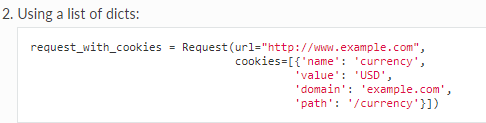 2. Using a list of dicts:
request_with_cookies = Request(url="http://www.example.com",
                               cookies=[{'name': 'currency',
                                        'value': 'USD',
                                        'domain': 'example.com',
                                        'path': '/currency'}])